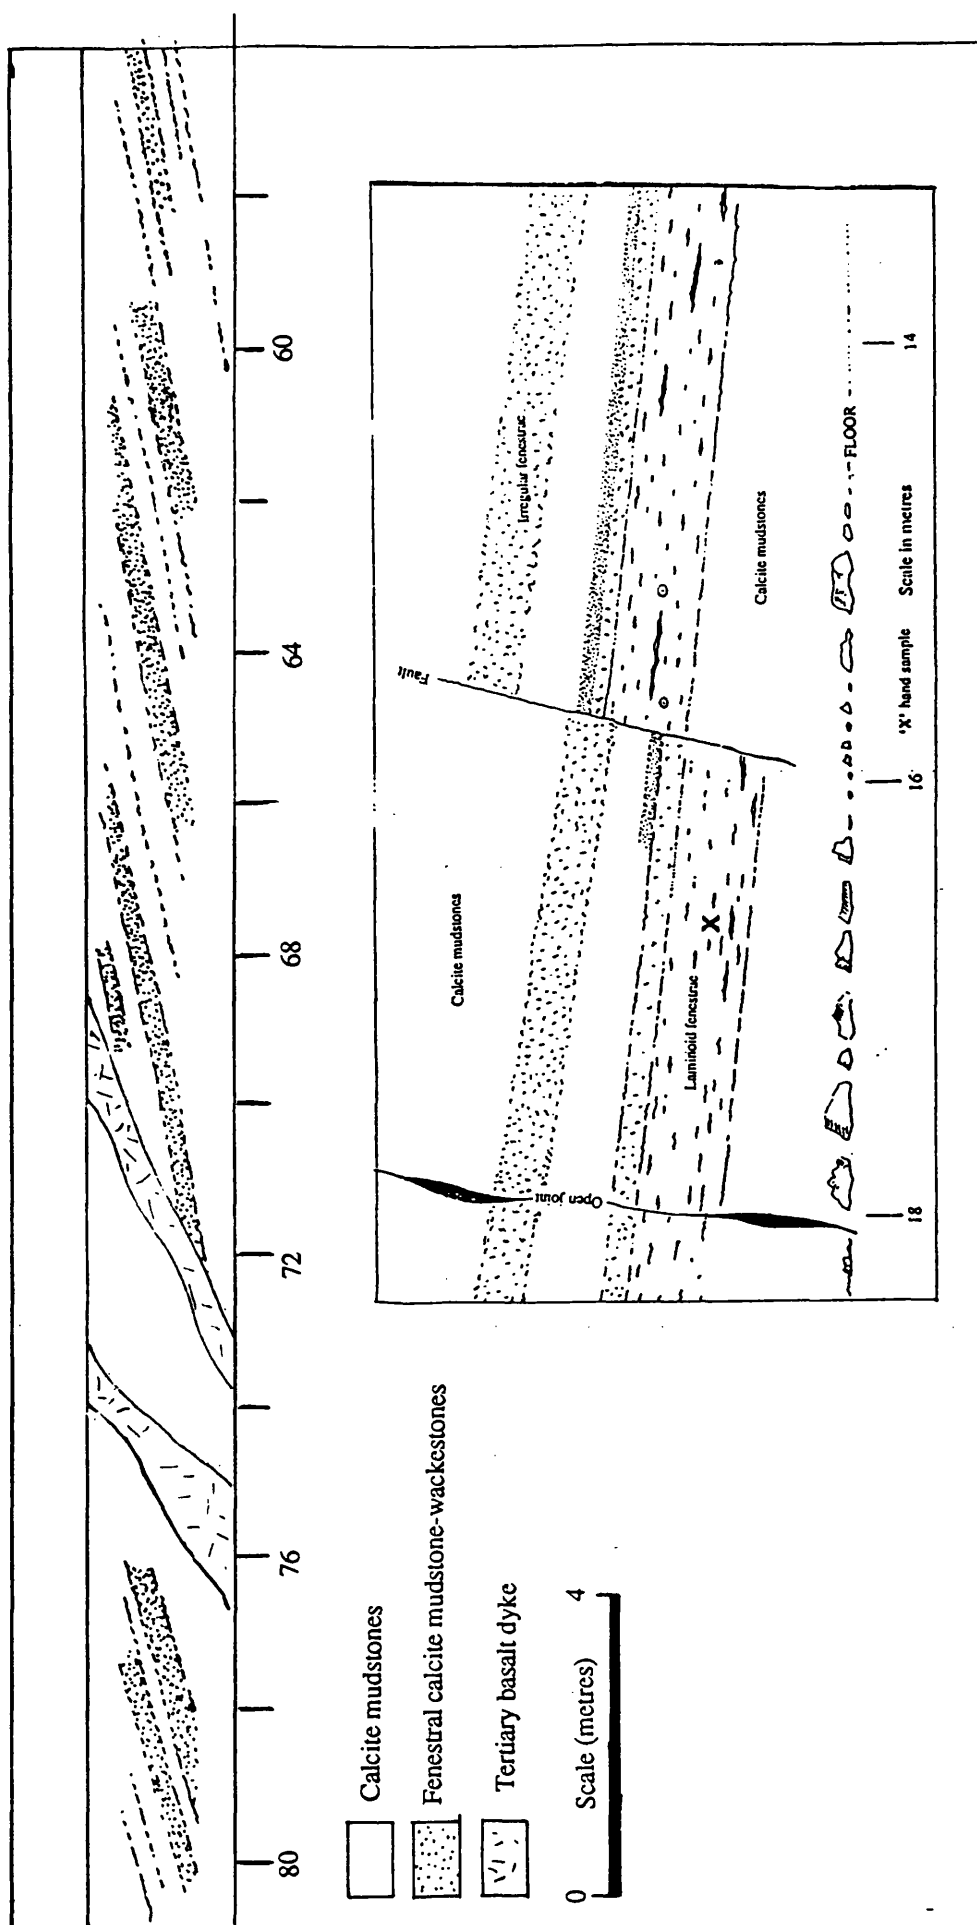 80
76
72
68
64
60
Calcite mudstones
Fenestral calcite mudstone-wackestones
Tertiary basalt dyke
Scale (metres)
0
4
Calcite mudstones
Fault
Irregular fenestrae
Open joint
Laminoid fenestrae
X
Calcite mudstones
FLOOR
18
16
14
'X' hand sample
Scale in metres